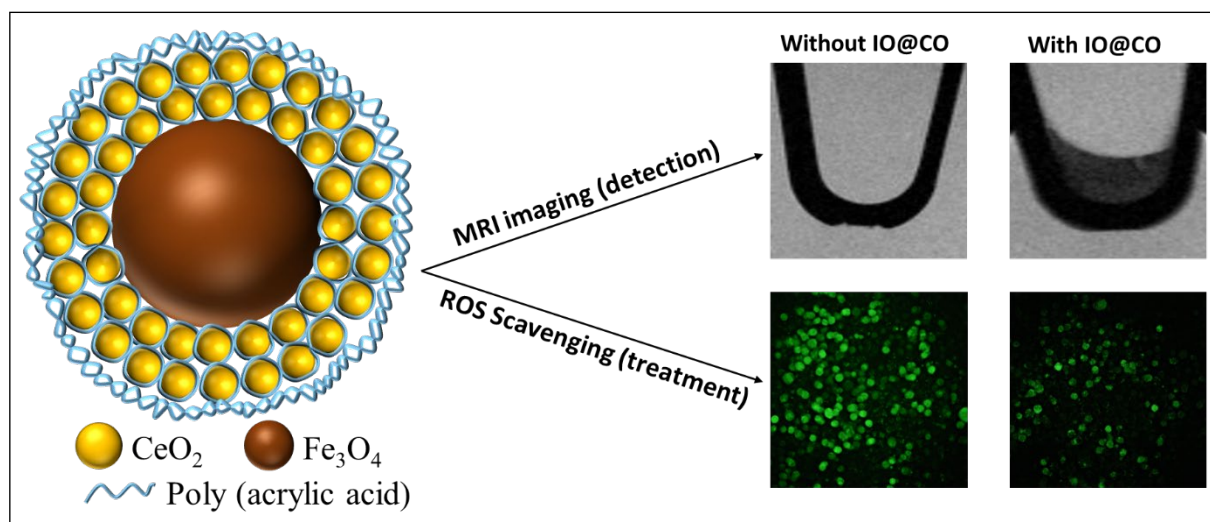 Without IO@CO
With IO@CO
MRI imaging (detection)
ROS Scavenging (treatment)
CeO₂
Fe₃O₄
Poly (acrylic acid)